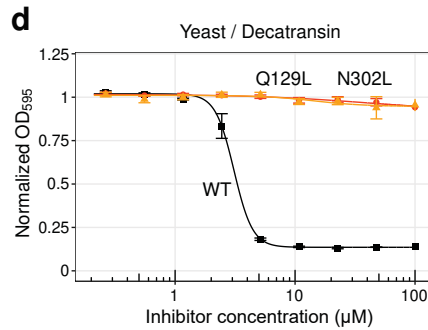 d
Yeast / Decatransin
Normalized OD595
1.25
1
0.75
0.5
0.25
0
Q129L N302L
WT
1 10 100
Inhibitor concentration (μM)